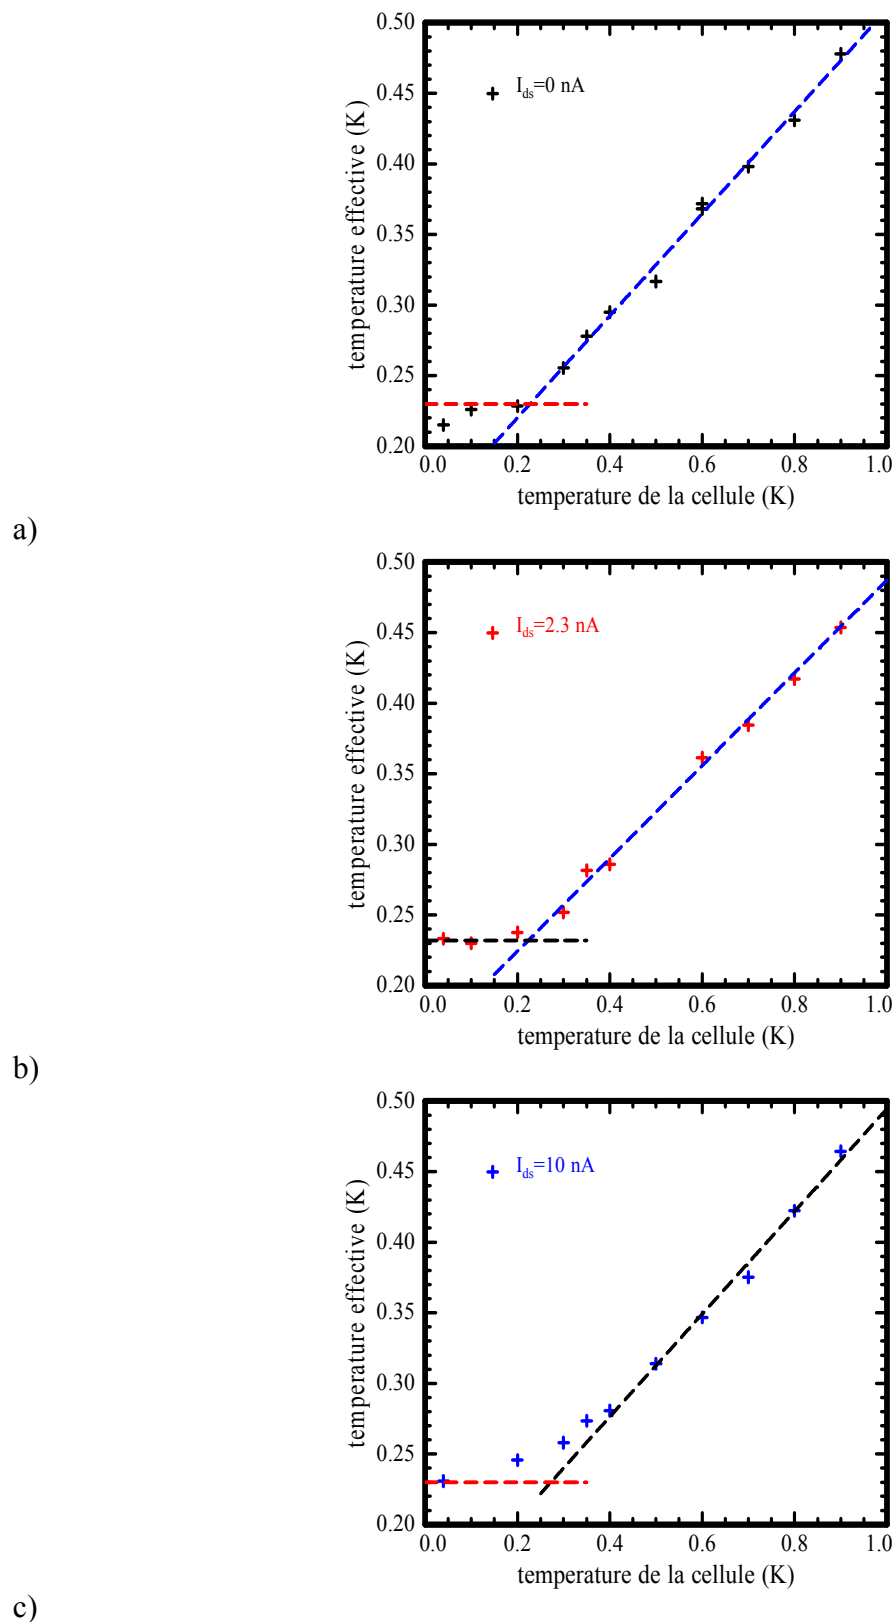 0.50
0.45
0.40
0.35
0.30
0.25
0.20
temperature effective (K)
I_ds=0 nA
0.0 0.2 0.4 0.6 0.8 1.0
temperature de la cellule (K)
a)
0.50
0.45
0.40
0.35
0.30
0.25
0.20
temperature effective (K)
I_ds=2.3 nA
0.0 0.2 0.4 0.6 0.8 1.0
temperature de la cellule (K)
b)
0.50
0.45
0.40
0.35
0.30
0.25
0.20
temperature effective (K)
I_ds=10 nA
0.0 0.2 0.4 0.6 0.8 1.0
temperature de la cellule (K)
c)